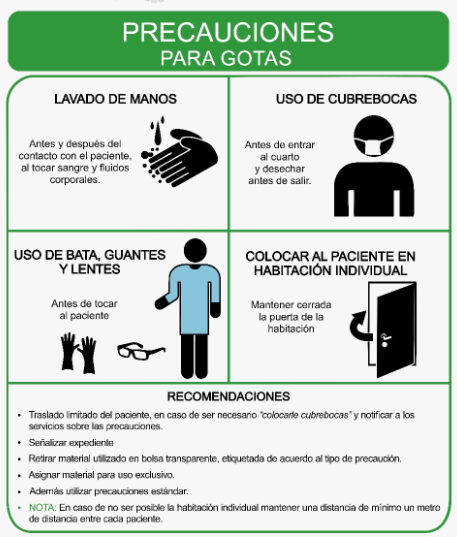 PRECAUCIONES
PARA GOTAS
LAVADO DE MANOS
Antes y después del
contacto con el paciente,
al tocar sangre y fluidos
corporales.
USO DE CUBREBOCAS
Antes de entrar
al cuarto
y desechar
antes de salir.
USO DE BATA, GUANTES
Y LENTES
Antes de tocar
al paciente
COLOCAR AL PACIENTE EN
HABITACIÓN INDIVIDUAL
Mantener cerrada
la puerta de la
habitación
RECOMENDACIONES
• Traslado limitado del paciente, en caso de ser necesario “colocarle cubrebocas” y notificar a los
servicios sobre las precauciones.
• Señalizar expediente
• Retirar material utilizado en bolsa transparente, etiquetada de acuerdo al tipo de precaución.
• Asignar material para uso exclusivo.
• Además utilizar precauciones estándar.
• NOTA: En caso de no ser posible la habitación individual mantener una distancia de mínimo un metro
de distancia entre cada paciente.